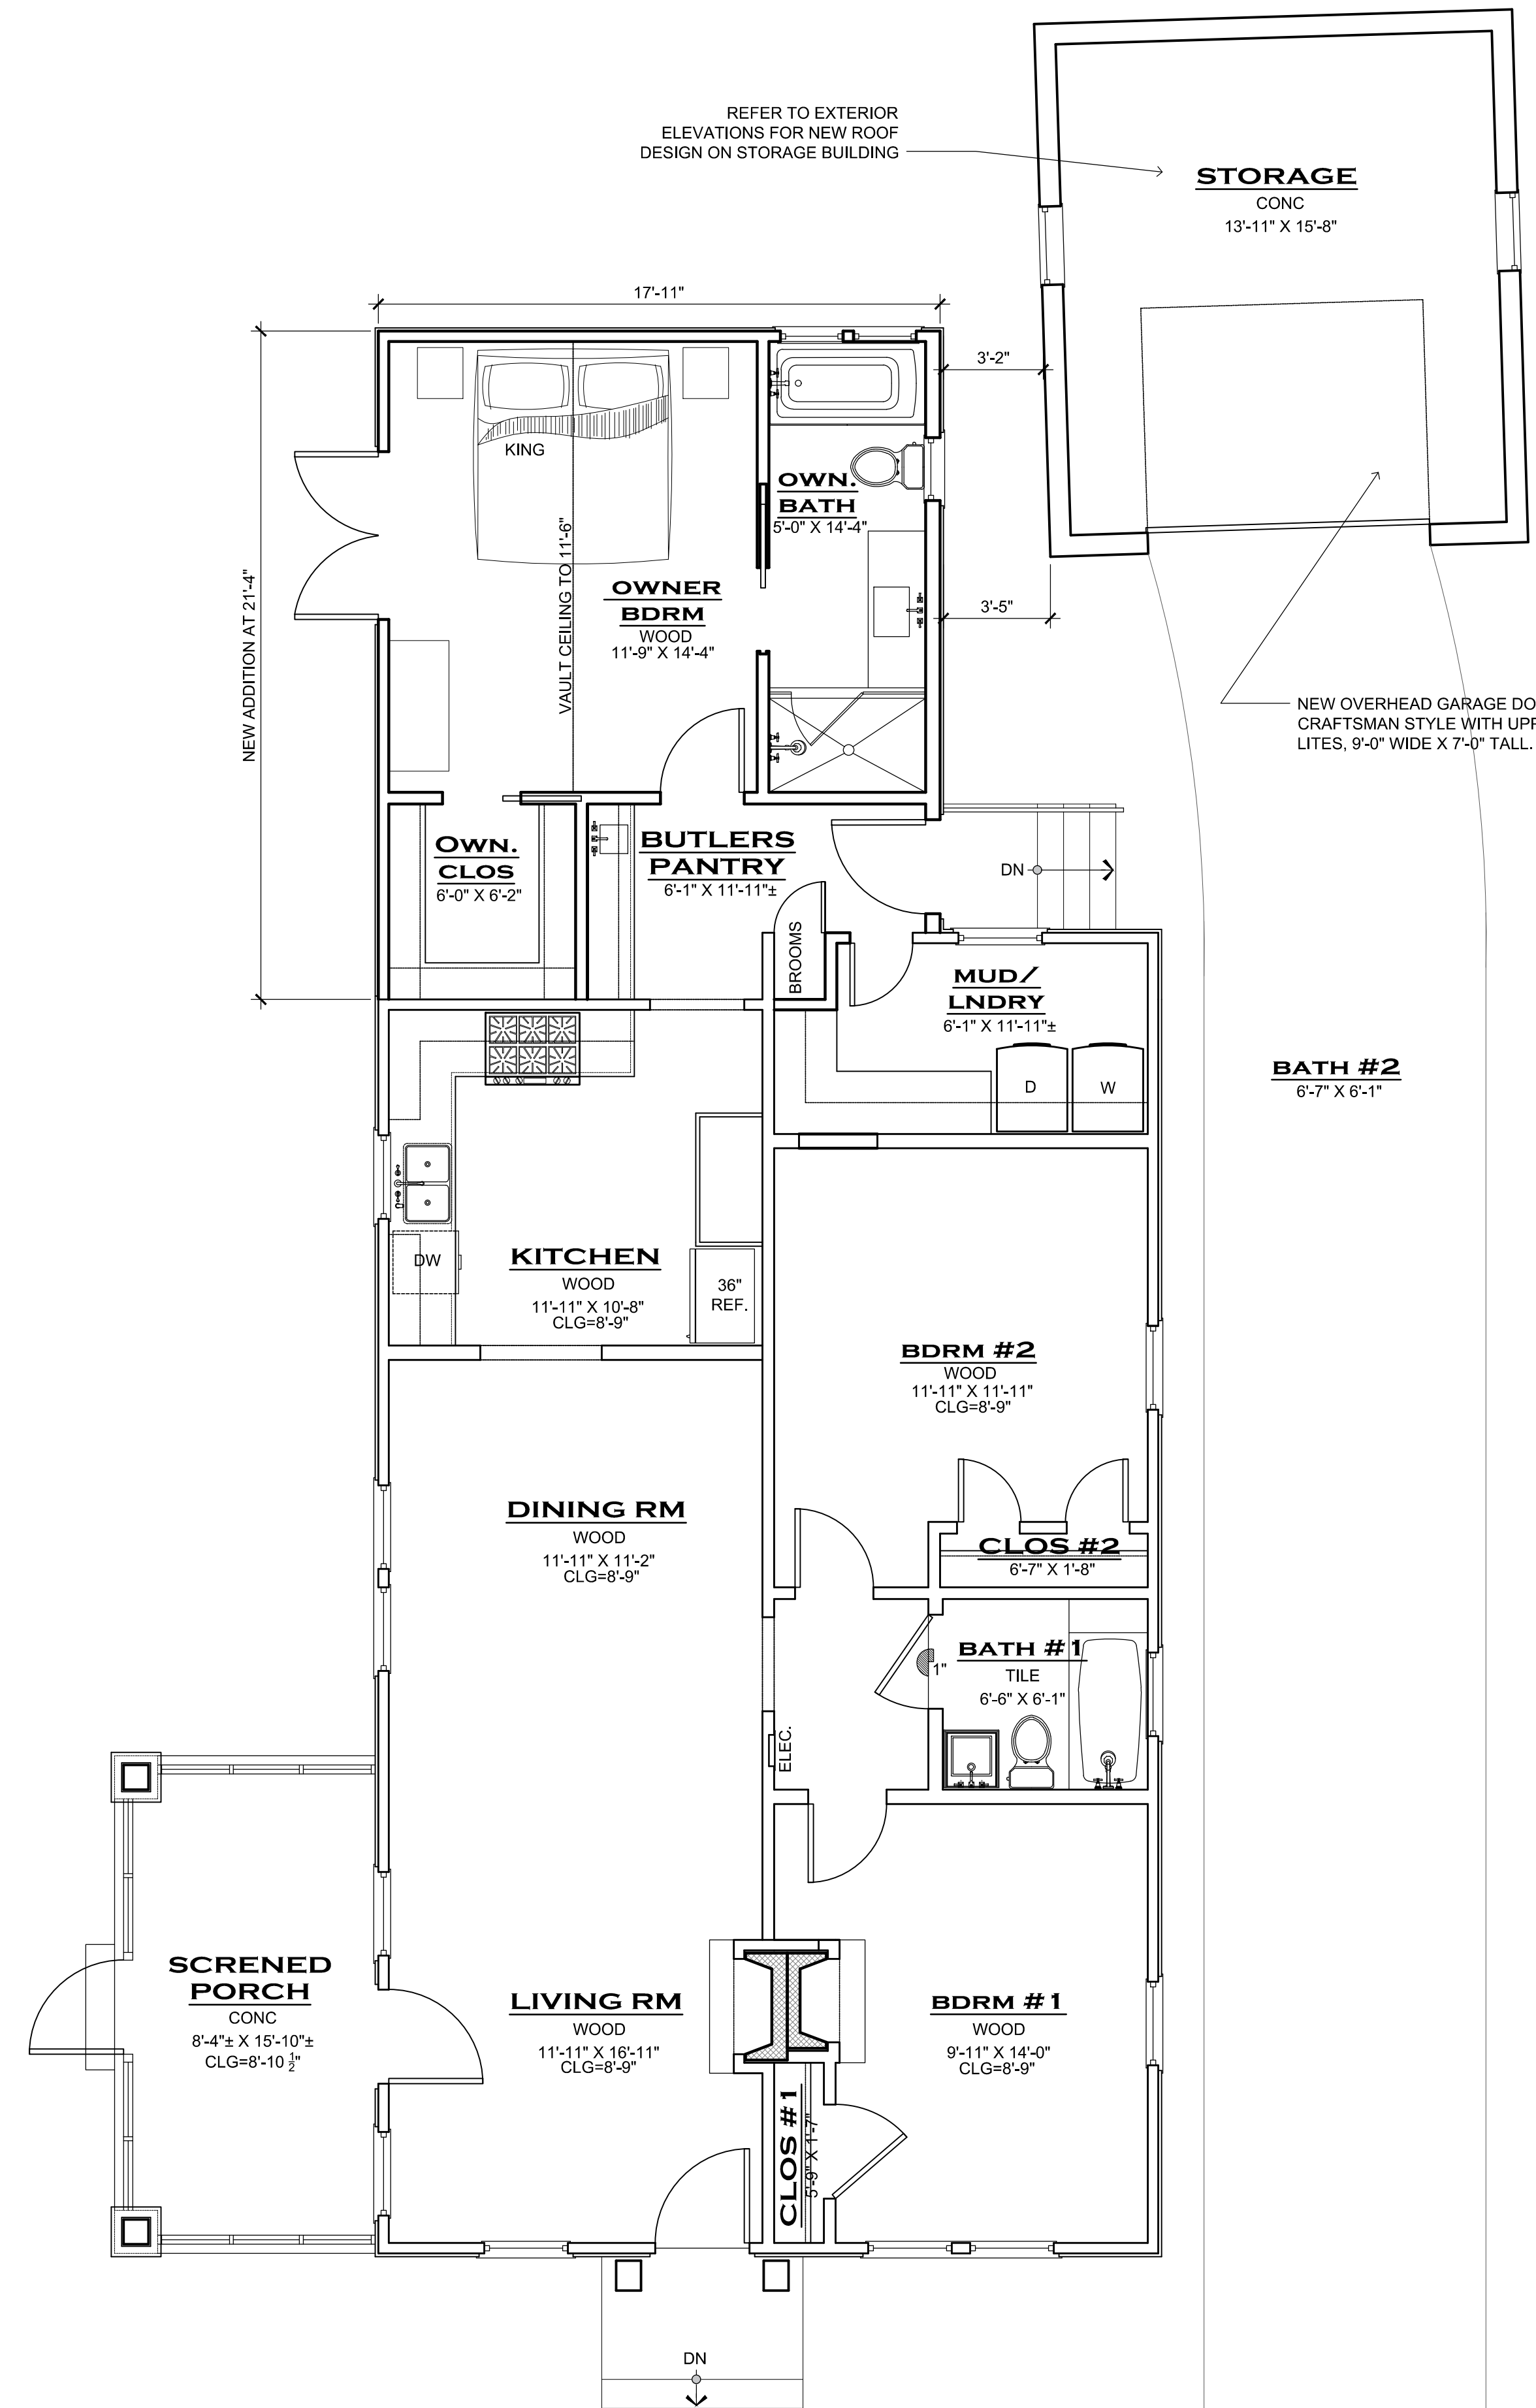 REFER TO EXTERIOR
ELEVATIONS FOR NEW ROOF
DESIGN ON STORAGE BUILDING
STORAGE
CONC
13'-11" X 15'-8"
17'-11"
3'-2"
KING
OWN.
BATH
5'-0" X 14'-4"
NEW ADDITION AT 21'-4"
VAULT CEILING TO 11'-6"
OWNER
BDRM
WOOD
11'-9" X 14'-4"
3'-5"
NEW OVERHEAD GARAGE DO
CRAFTSMAN STYLE WITH UPP
LITES, 9'-0" WIDE X 7'-0" TALL.
OWN.
CLOS
6'-0" X 6'-2"
BUTLERS
PANTRY
6'-1" X 11'-11"±
DN
BROOMS
MUD/
LNDRY
6'-1" X 11'-11"±
D
W
BATH #2
6'-7" X 6'-1"
DW
KITCHEN
WOOD
11'-11" X 10'-8"
CLG=8'-9"
36"
REF.
BDRM #2
WOOD
11'-11" X 11'-11"
CLG=8'-9"
DINING RM
WOOD
11'-11" X 11'-2"
CLG=8'-9"
CLOS #2
6'-7" X 1'-8"
BATH #1
TILE
6'-6" X 6'-1"
1"
ELEC.
SCRENED
PORCH
CONC
8'-4"± X 15'-10"±
CLG=8'-10 ½"
LIVING RM
WOOD
11'-11" X 16'-11"
CLG=8'-9"
BDRM #1
WOOD
9'-11" X 14'-0"
CLG=8'-9"
CLOS #1
5'-9" X 1'-7"
DN